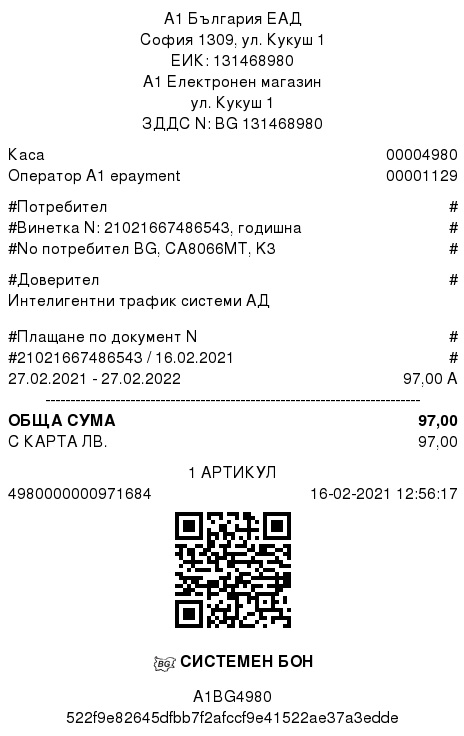 А1 България ЕАД
София 1309, ул. Кукуш 1
ЕИК: 131468980
А1 Електронен магазин
ул. Кукуш 1
ЗДДС N: BG 131468980
Каса 00004980
Оператор A1 epayment 00001129
#Потребител #
#Винетка N: 21021667486543, годишна #
#No потребител BG, CA8066MT, K3 #
#Доверител #
Интелигентни трафик системи АД
#Плащане по документ N #
#21021667486543 / 16.02.2021 #
27.02.2021 - 27.02.2022 97,00 А
ОБЩА СУМА 97,00
С КАРТА ЛВ. 97,00
1 АРТИКУЛ
4980000000971684 16-02-2021 12:56:17
BG СИСТЕМЕН БОН
A1BG4980
522f9e82645dfbb7f2afccf9e41522ae37a3edde